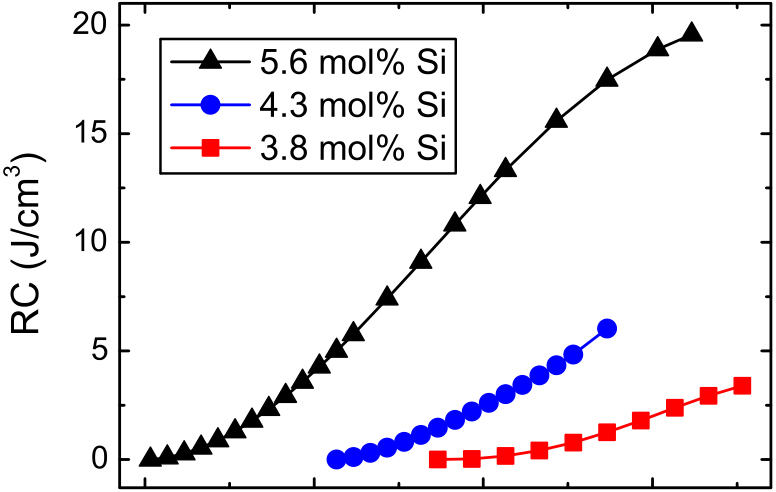 20
15
10
5
0
RC (J/cm³)
5.6 mol% Si
4.3 mol% Si
3.8 mol% Si